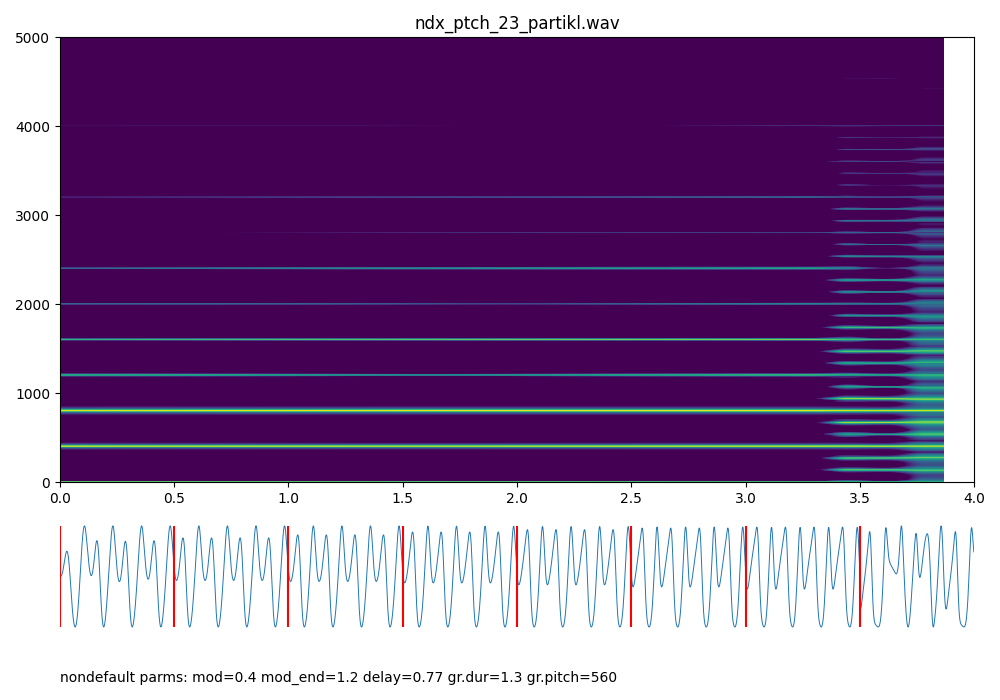 ndx_ptch_23_partikl.wav
5000
4000
3000
2000
1000
0
0.0 0.5 1.0 1.5 2.0 2.5 3.0 3.5 4.0
nondefault parms: mod=0.4 mod_end=1.2 delay=0.77 gr.dur=1.3 gr.pitch=560